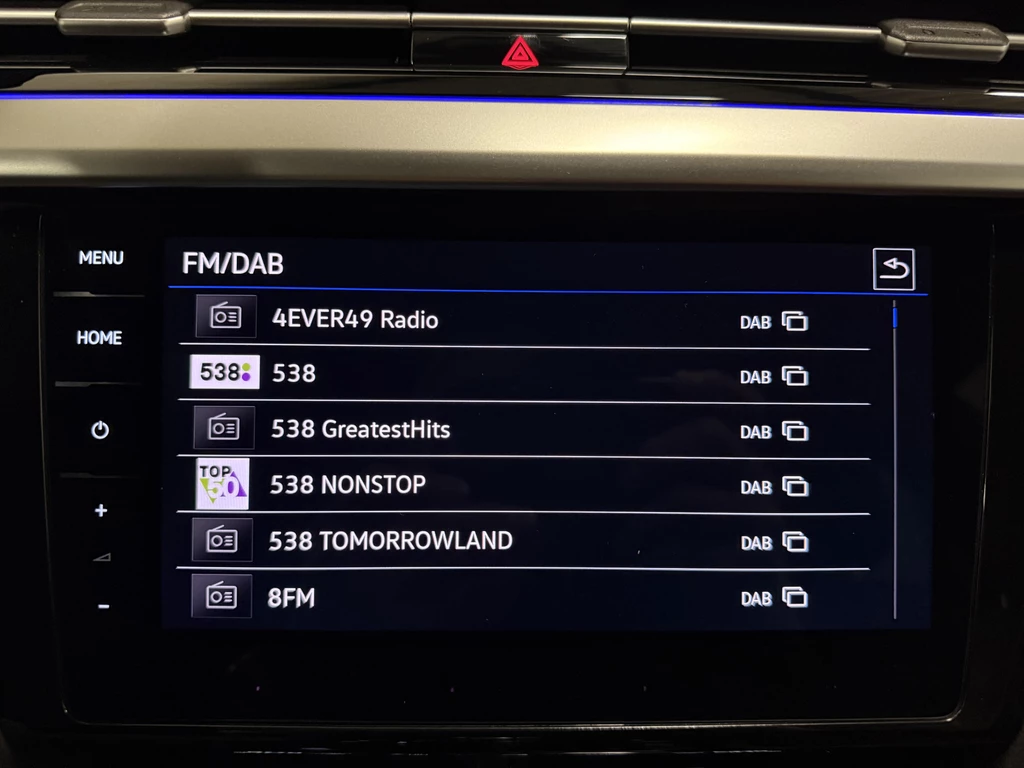 MENU
FM/DAB
HOME
4EVER49 Radio DAB
538 538 DAB
538 GreatestHits DAB
TOP 50
538 NONSTOP DAB
538 TOMORROWLAND DAB
8FM DAB
+
-